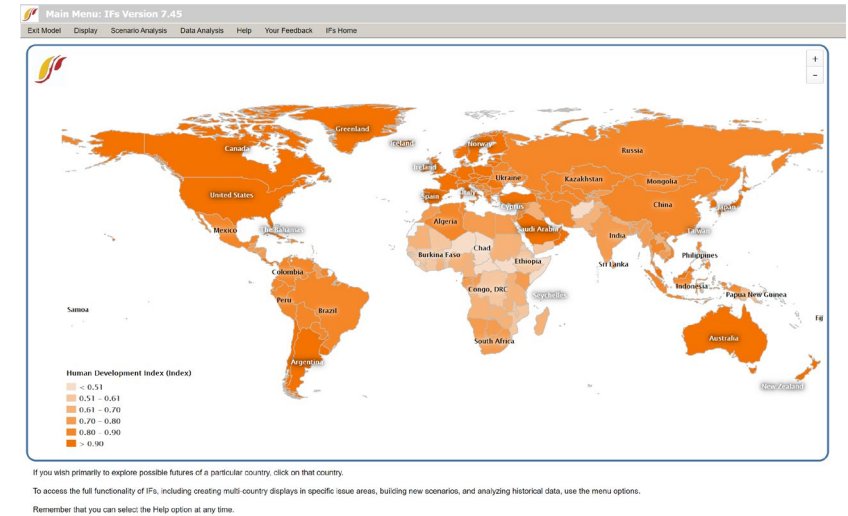 Main Menu: IFs Version 7.45
Exit Model Display Scenario Analysis Data Analysis Help Your Feedback IFs Home
+
-
Greenland
Iceland
Canada
Norway
Russia
Ireland
Ukraine
Kazakhstan
Mongolia
United States
Spain
Italy
Cyprus
China
Japan
Algeria
Mexico
The Bahamas
Saudi Arabia
India
Taiwan
Burkina Faso
Chad
Ethiopia
Sri Lanka
Philippines
Colombia
Congo, DRC
Seychelles
Indonesia
Papua New Guinea
Peru
Samoa
Brazil
Fij
South Africa
Australia
Argentina
New Zealand
Human Development Index (Index)
< 0.51
0.51 – 0.61
0.61 – 0.70
0.70 – 0.80
0.80 – 0.90
> 0.90
If you wish primarily to explore possible futures of a particular country, click on that country.
To access the full functionality of IFs, including creating multi-country displays in specific issue areas, building new scenarios, and analyzing historical data, use the menu options.
Remember that you can select the Help option at any time.